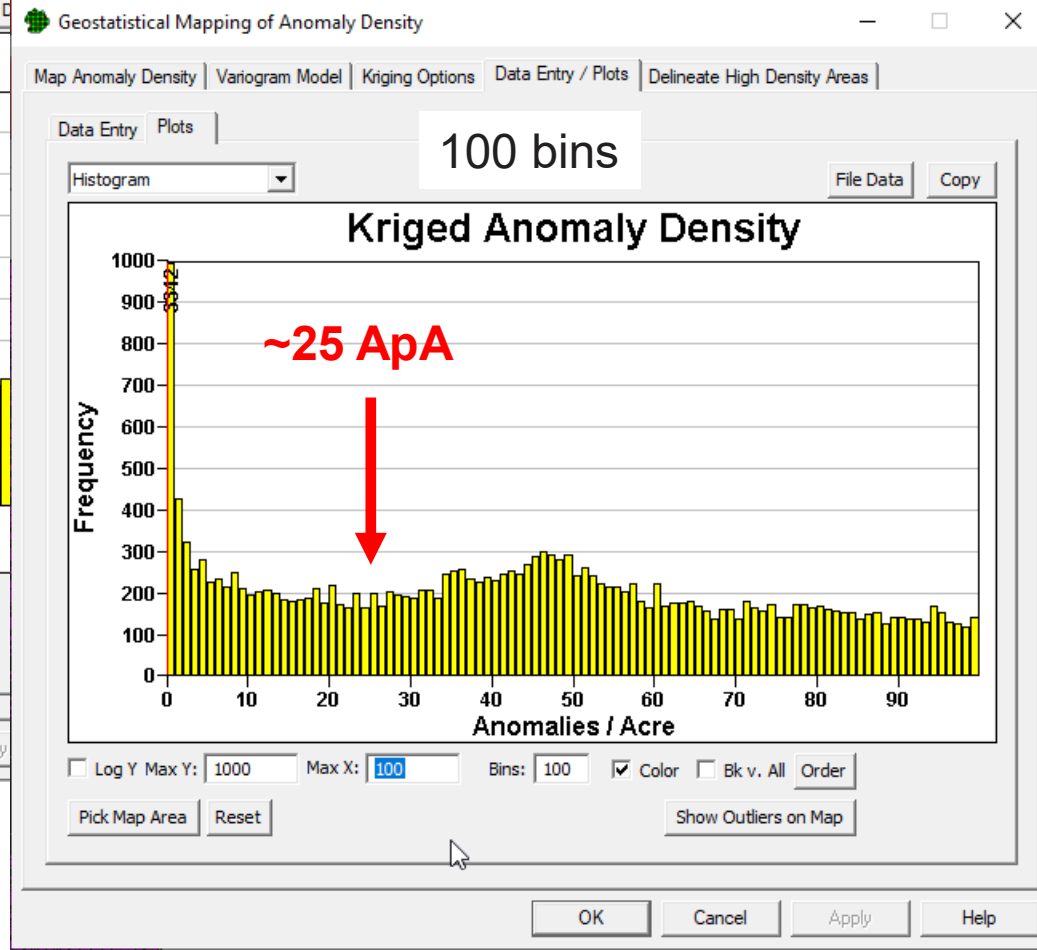 Geostatistical Mapping of Anomaly Density
Map Anomaly Density Variogram Model Kriging Options Data Entry / Plots Delineate High Density Areas
Data Entry Plots
100 bins
Histogram File Data Copy
Kriged Anomaly Density
~25 ApA
3342
Frequency
1000
900
800
700
600
500
400
300
200
100
0
0 10 20 30 40 50 60 70 80 90
Anomalies / Acre
Log Y Max Y: 1000 Max X: 100 Bins: 100 Color Bk v. All Order
Pick Map Area Reset Show Outliers on Map
OK Cancel Apply Help